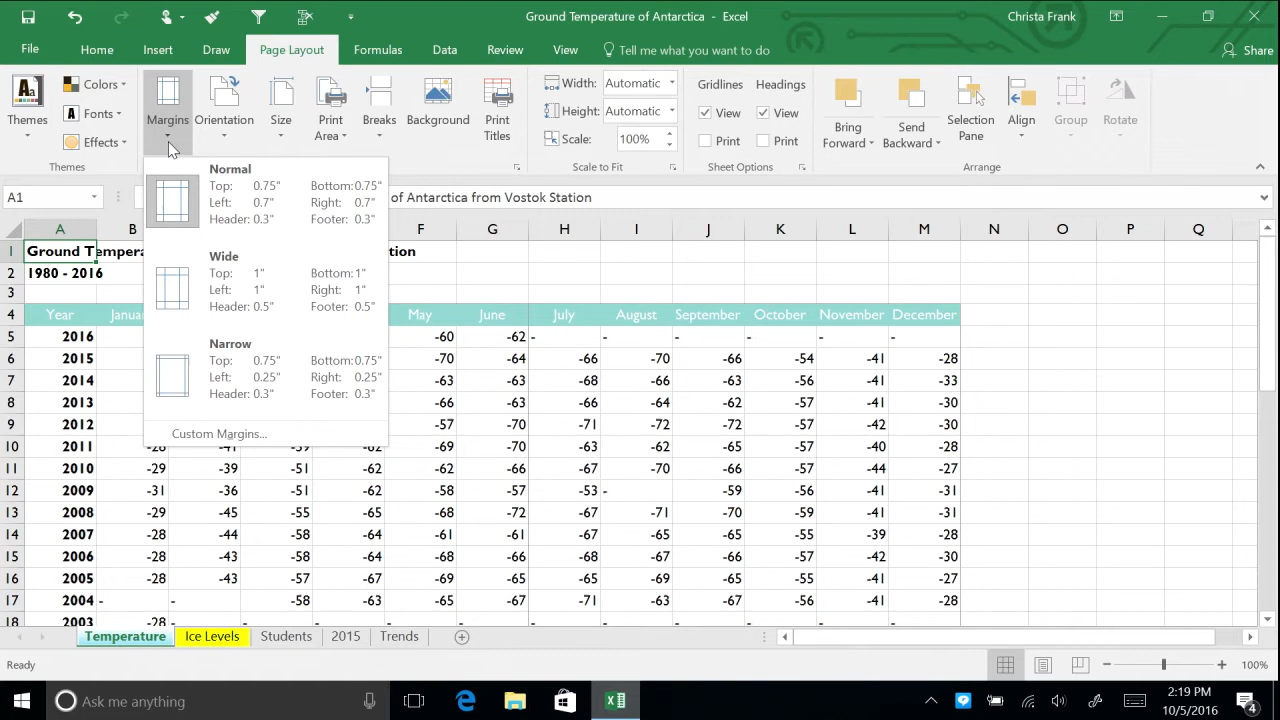 Ground Temperature of Antarctica - Excel
Christa Frank
File Home Insert Draw Page Layout Formulas Data Review View Tell me what you want to do Share
Themes
Colors
Fonts
Effects
Themes
Margins
Orientation
Size
Print Area
Breaks
Background
Print Titles
Width: Automatic
Height: Automatic
Scale: 100%
Scale to Fit
Gridlines Headings
View View
Print Print
Sheet Options
Bring Forward
Send Backward
Selection Pane
Align
Group
Rotate
Arrange
Normal
Top: 0.75" Bottom: 0.75"
Left: 0.7" Right: 0.7"
Header: 0.3" Footer: 0.3"
Wide
Top: 1" Bottom: 1"
Left: 1" Right: 1"
Header: 0.5" Footer: 0.5"
Narrow
Top: 0.75" Bottom: 0.75"
Left: 0.25" Right: 0.25"
Header: 0.3" Footer: 0.3"
Custom Margins...
A1 of Antarctica from Vostok Station
A B F G H I J K L M N O P Q
1 Ground Tempera tion
2 1980 - 2016
3
4 Year Janua May June July August September October November December
5 2016 -60 -62 - - - - - -
6 2015 -70 -64 -66 -70 -66 -54 -41 -28
7 2014 -63 -63 -68 -66 -63 -56 -41 -33
8 2013 -66 -63 -66 -64 -62 -57 -41 -30
9 2012 -57 -70 -71 -72 -72 -57 -42 -30
10 2011 -28 -41 -59 -62 -69 -70 -63 -62 -65 -57 -40 -28
11 2010 -29 -39 -51 -62 -62 -66 -67 -70 -66 -57 -44 -27
12 2009 -31 -36 -51 -62 -58 -57 -53 - -59 -56 -41 -31
13 2008 -29 -45 -55 -65 -68 -72 -67 -71 -70 -59 -41 -31
14 2007 -28 -44 -58 -64 -61 -61 -67 -65 -65 -55 -39 -28
15 2006 -28 -43 -58 -64 -68 -66 -68 -67 -66 -57 -42 -30
16 2005 -28 -43 -57 -67 -69 -65 -65 -69 -65 -55 -41 -27
17 2004 - - -58 -63 -65 -67 -71 -63 -67 -56 -41 -28
18 2003 -28 -
Temperature Ice Levels Students 2015 Trends
Ready
100%
Ask me anything
2:19 PM
10/5/2016
4